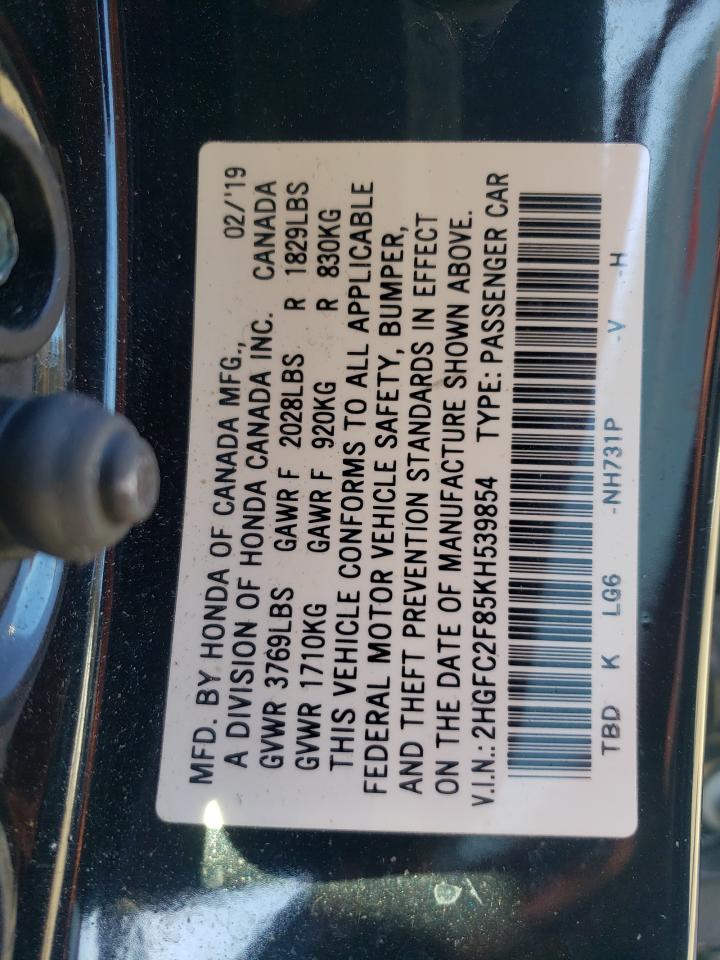 MFD. BY HONDA OF CANADA MFG., 02/'19
A DIVISION OF HONDA CANADA INC. CANADA
GVWR 3769LBS GAWR F 2028LBS R 1829LBS
GVWR 1710KG GAWR F 920KG R 830KG
THIS VEHICLE CONFORMS TO ALL APPLICABLE
FEDERAL MOTOR VEHICLE SAFETY, BUMPER,
AND THEFT PREVENTION STANDARDS IN EFFECT
ON THE DATE OF MANUFACTURE SHOWN ABOVE.
V.I.N.: 2HGFC2F85KH539854 TYPE: PASSENGER CAR
TBD K LG6 -NH731P -V -H